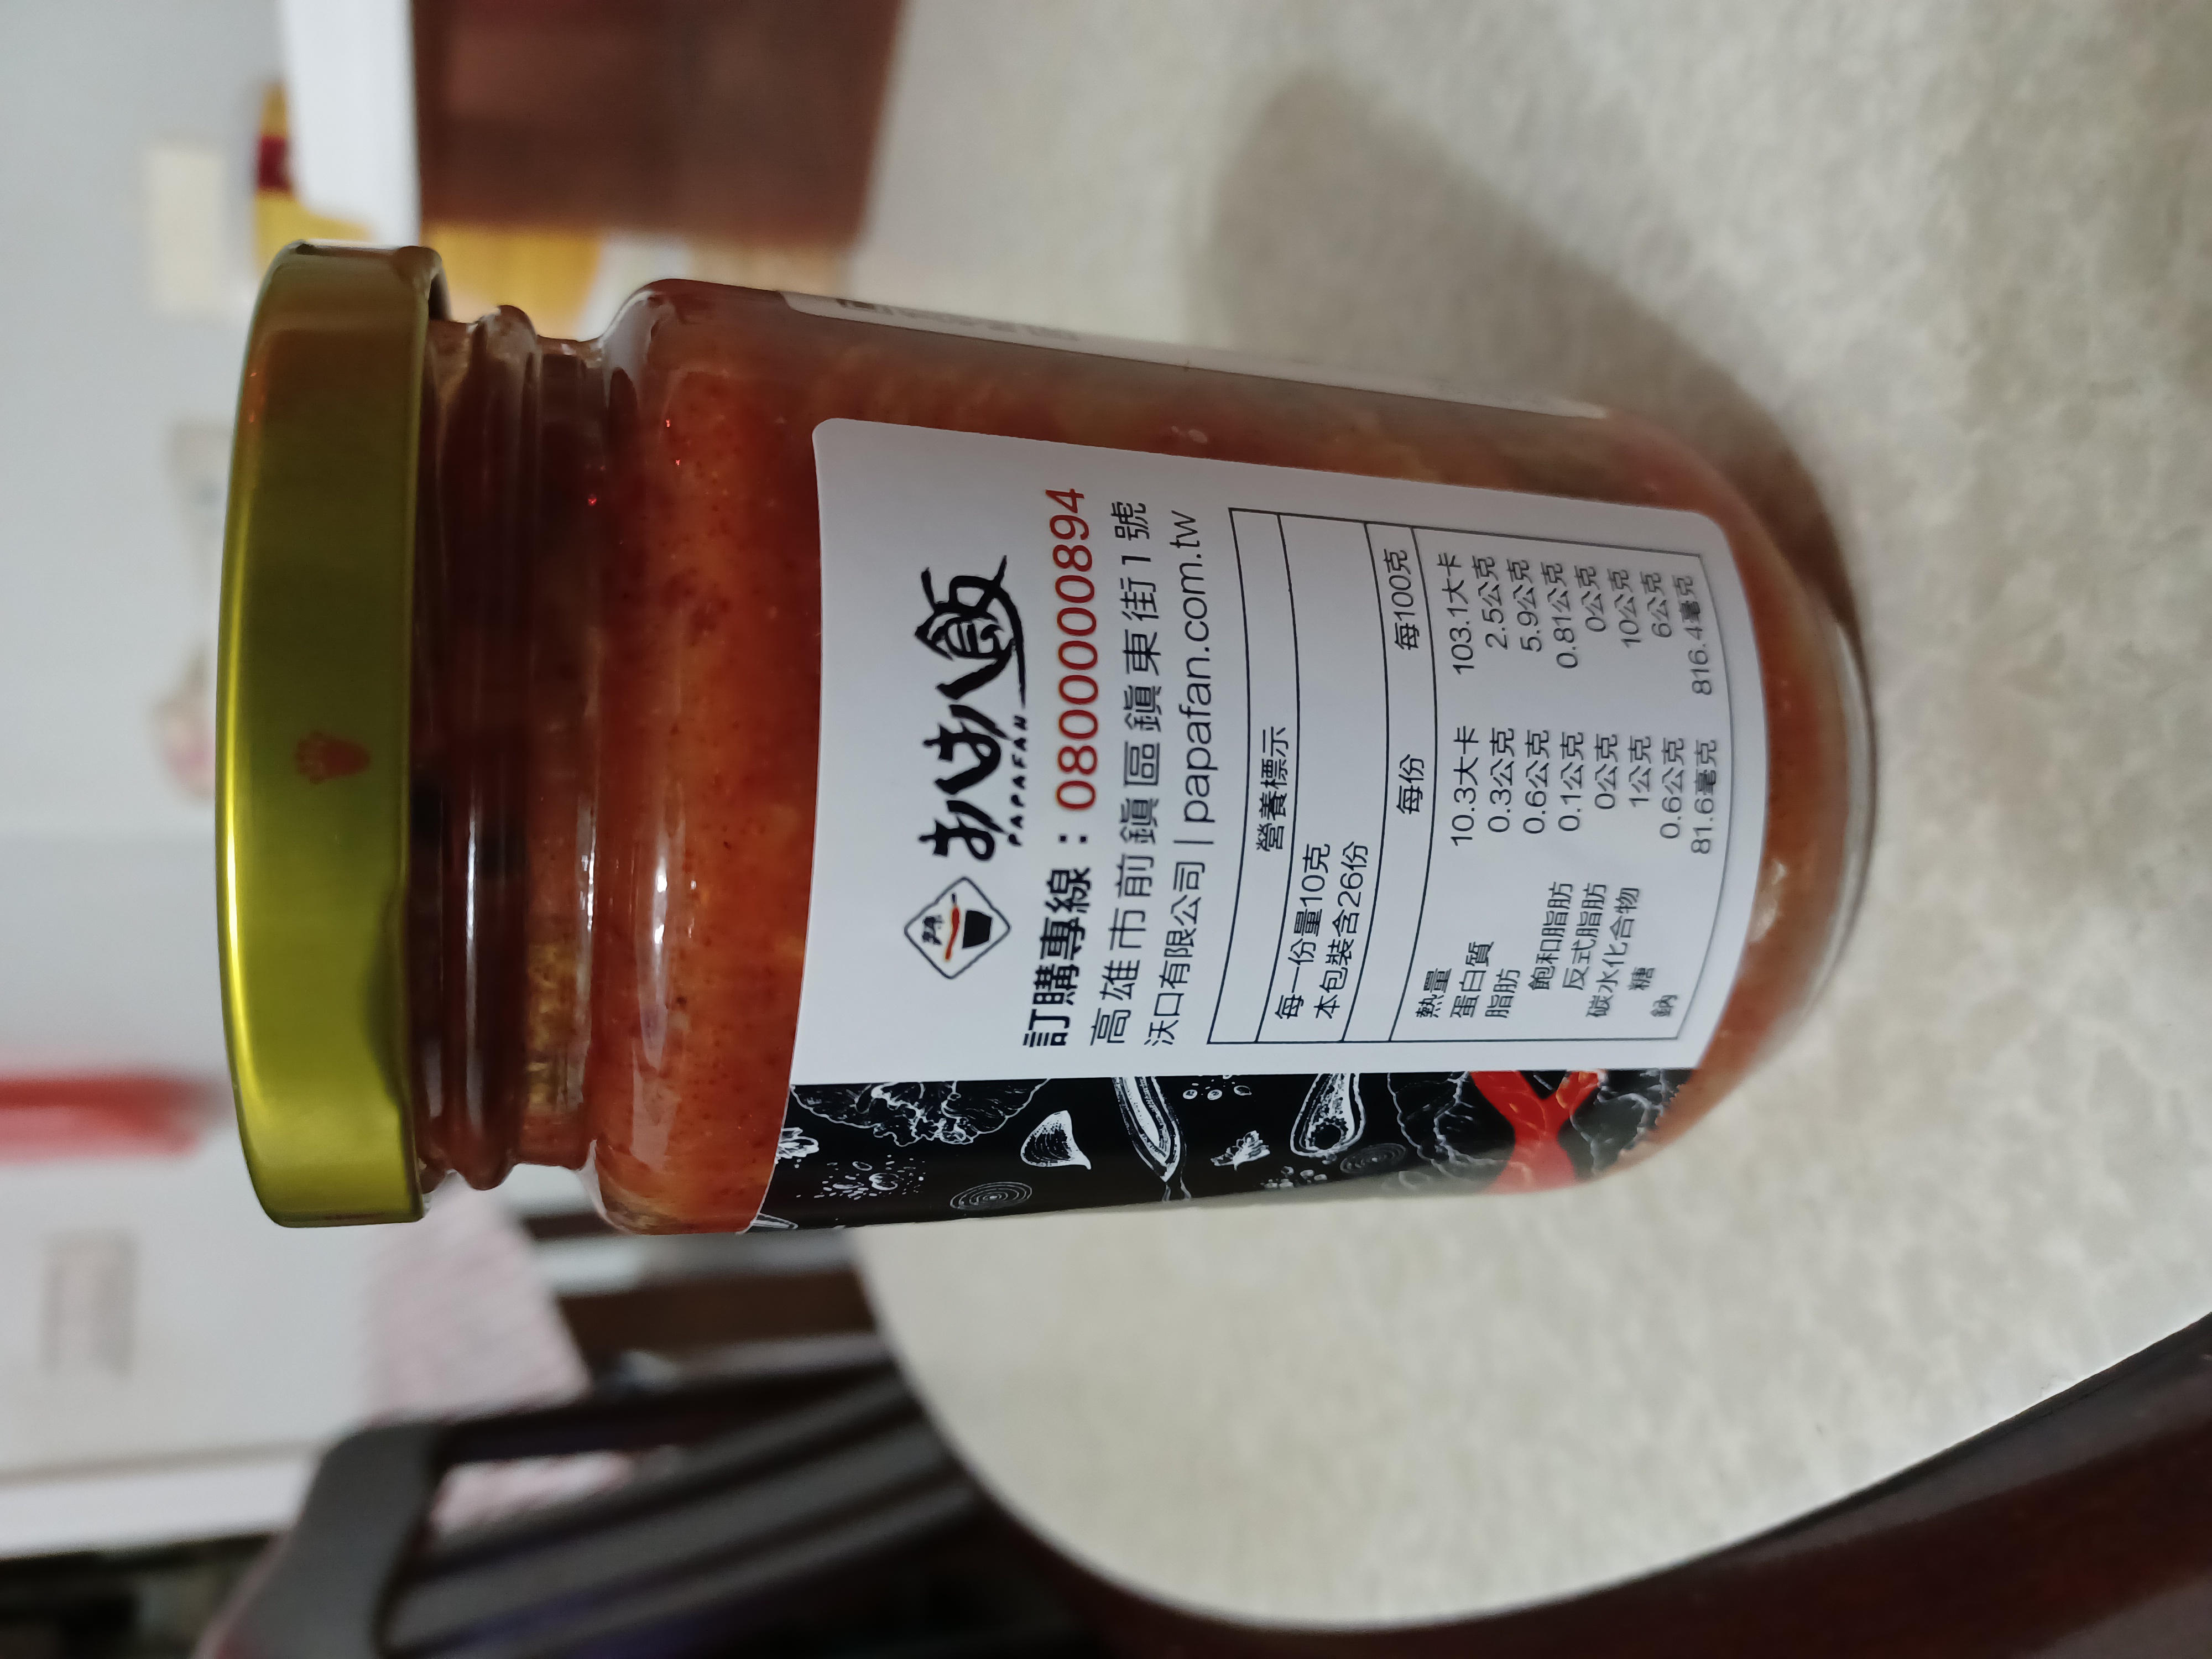 辣
扒扒飯
PAPAFAN
訂購專線：0800000894
高雄市前鎮區鎮東街1號
沃口有限公司 | papafan.com.tw
營養標示
每一份量10克
本包裝含26份
每份 每100克
熱量 10.3大卡 103.1大卡
蛋白質 0.3公克 2.5公克
脂肪 0.6公克 5.9公克
飽和脂肪 0.1公克 0.81公克
反式脂肪 0公克 0公克
碳水化合物 1公克 10公克
糖 0.6公克 6公克
鈉 81.6毫克 816.4毫克